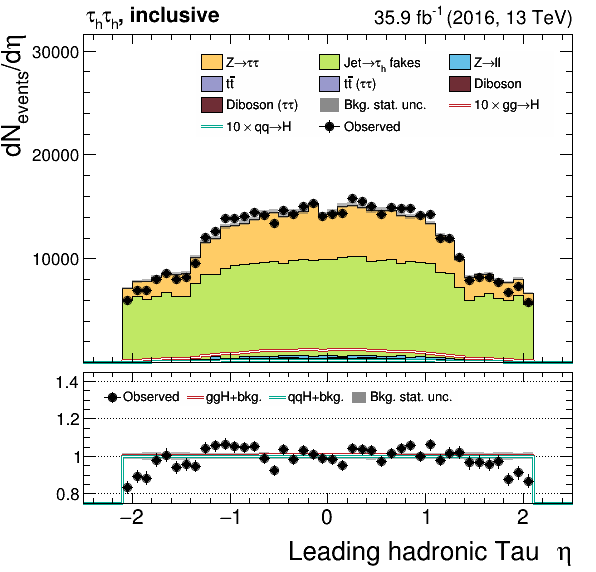 τhτh, inclusive
35.9 fb⁻¹ (2016, 13 TeV)
dNevents/dη
30000
20000
10000
Z→ττ
Jet→τh fakes
Z→ll
tt̄
tt̄ (ττ)
Diboson
Diboson (ττ)
Bkg. stat. unc.
10 × gg→H
10 × qq→H
Observed
1.4
1.2
1
0.8
Observed
ggH+bkg.
qqH+bkg.
Bkg. stat. unc.
−2 −1 0 1 2
Leading hadronic Tau η